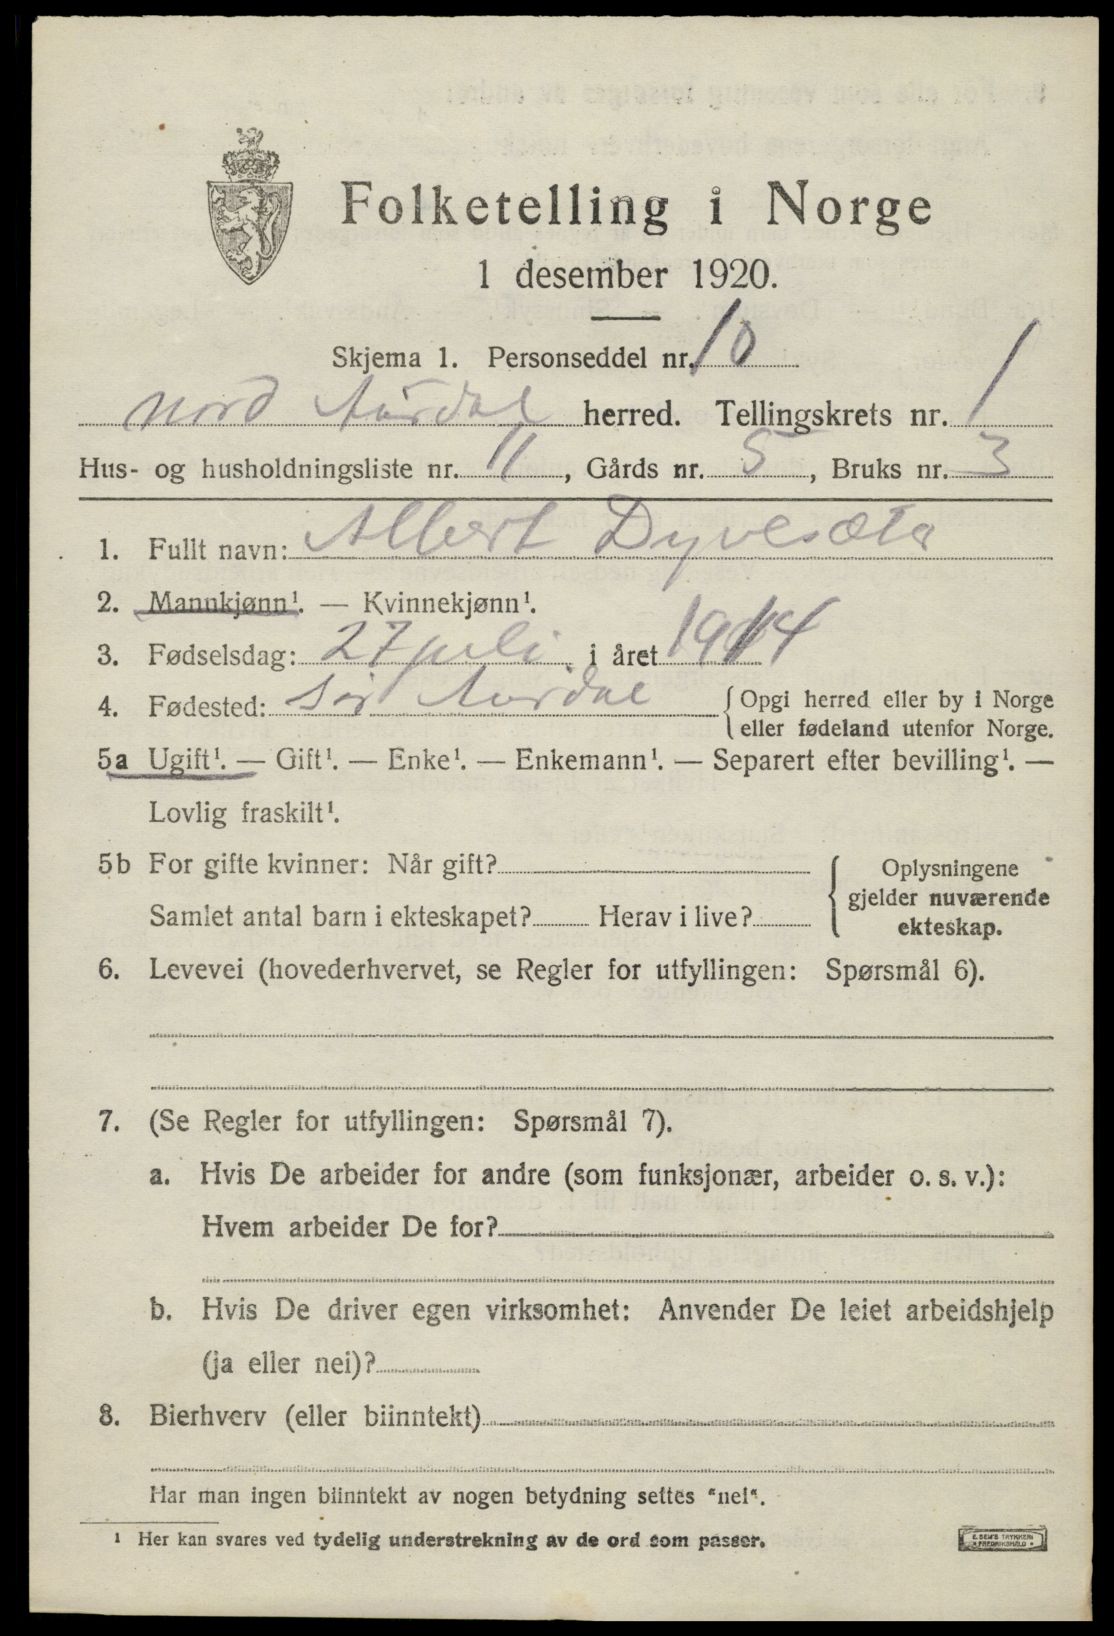 Folketelling i Norge
1 desember 1920.
Skjema 1. Personseddel nr. 10
Nord Aurdal herred. Tellingskrets nr. 1
Hus- og husholdningsliste nr. 11, Gårds nr. 5, Bruks nr. 3
1. Fullt navn: Albert Dyvesæta
2. Mannkjønn¹. — Kvinnekjønn¹.
3. Fødselsdag: 27 juli i året 1914
4. Fødested: Sør Aurdal { Opgi herred eller by i Norge
eller fødeland utenfor Norge.
5a Ugift¹. — Gift¹. — Enke¹. — Enkemann¹. — Separert efter bevilling¹. —
Lovlig fraskilt¹.
5b For gifte kvinner: Når gift?
Samlet antal barn i ekteskapet? Herav i live?
{ Oplysningene
gjelder nuværende
ekteskap.
6. Levevei (hovederhvervet, se Regler for utfyllingen: Spørsmål 6).
7. (Se Regler for utfyllingen: Spørsmål 7).
a. Hvis De arbeider for andre (som funksjonær, arbeider o. s. v.):
Hvem arbeider De for?
b. Hvis De driver egen virksomhet: Anvender De leiet arbeidshjelp
(ja eller nei)?
8. Bierhverv (eller biinntekt)
Har man ingen biinntekt av nogen betydning settes "nei".
¹ Her kan svares ved tydelig understrekning av de ord som passer.
E. SEM'S TRYKKERI
FREDRIKSHALD